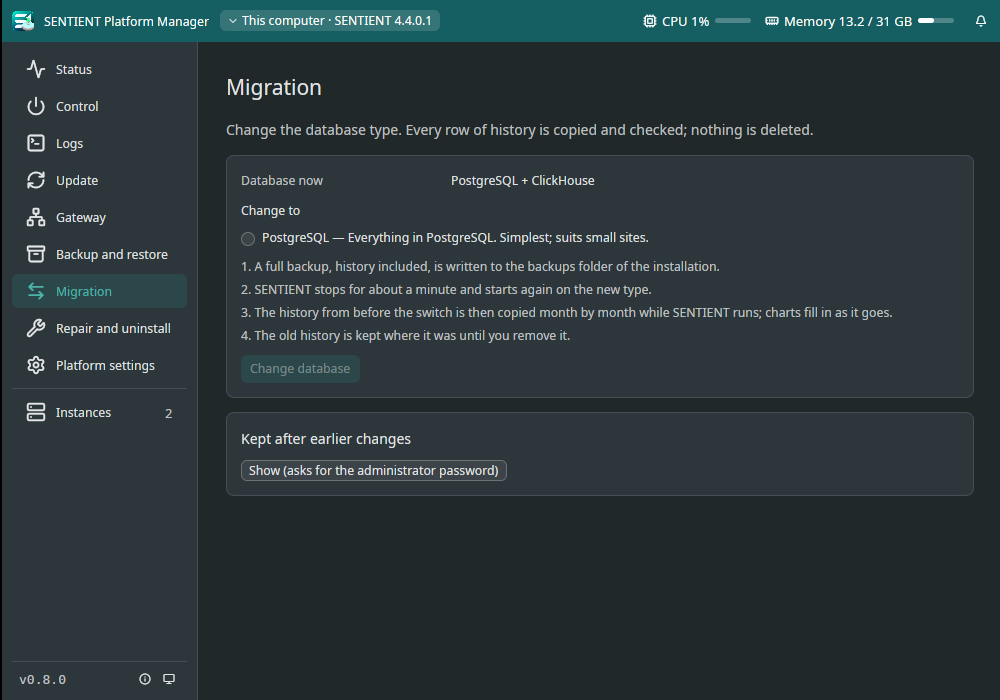 SENTIENT Platform Manager
This computer · SENTIENT 4.4.0.1
CPU 1%
Memory 13.2 / 31 GB
Status
Control
Logs
Update
Gateway
Backup and restore
Migration
Repair and uninstall
Platform settings
Instances 2
v0.8.0
Migration
Change the database type. Every row of history is copied and checked; nothing is deleted.
Database now PostgreSQL + ClickHouse
Change to
PostgreSQL — Everything in PostgreSQL. Simplest; suits small sites.
1. A full backup, history included, is written to the backups folder of the installation.
2. SENTIENT stops for about a minute and starts again on the new type.
3. The history from before the switch is then copied month by month while SENTIENT runs; charts fill in as it goes.
4. The old history is kept where it was until you remove it.
Change database
Kept after earlier changes
Show (asks for the administrator password)